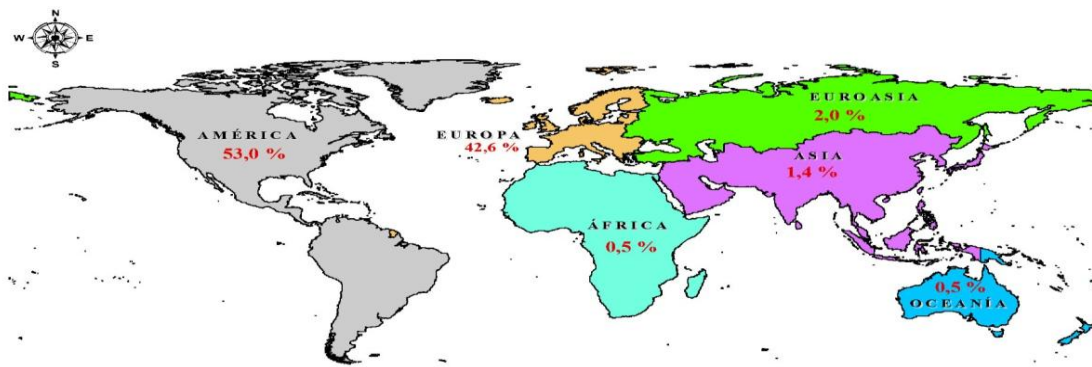 N
W E
S
AMÉRICA
53,0 %
EUROPA
42,6 %
EUROASIA
2,0 %
ASIA
1,4 %
ÁFRICA
0,5 %
0,5 %
OCEANÍA